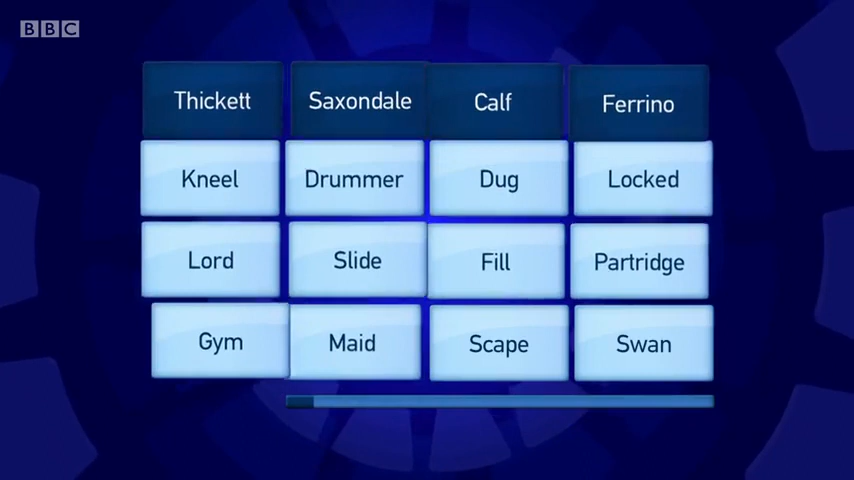 BBC
Thickett Saxondale Calf Ferrino
Kneel Drummer Dug Locked
Lord Slide Fill Partridge
Gym Maid Scape Swan